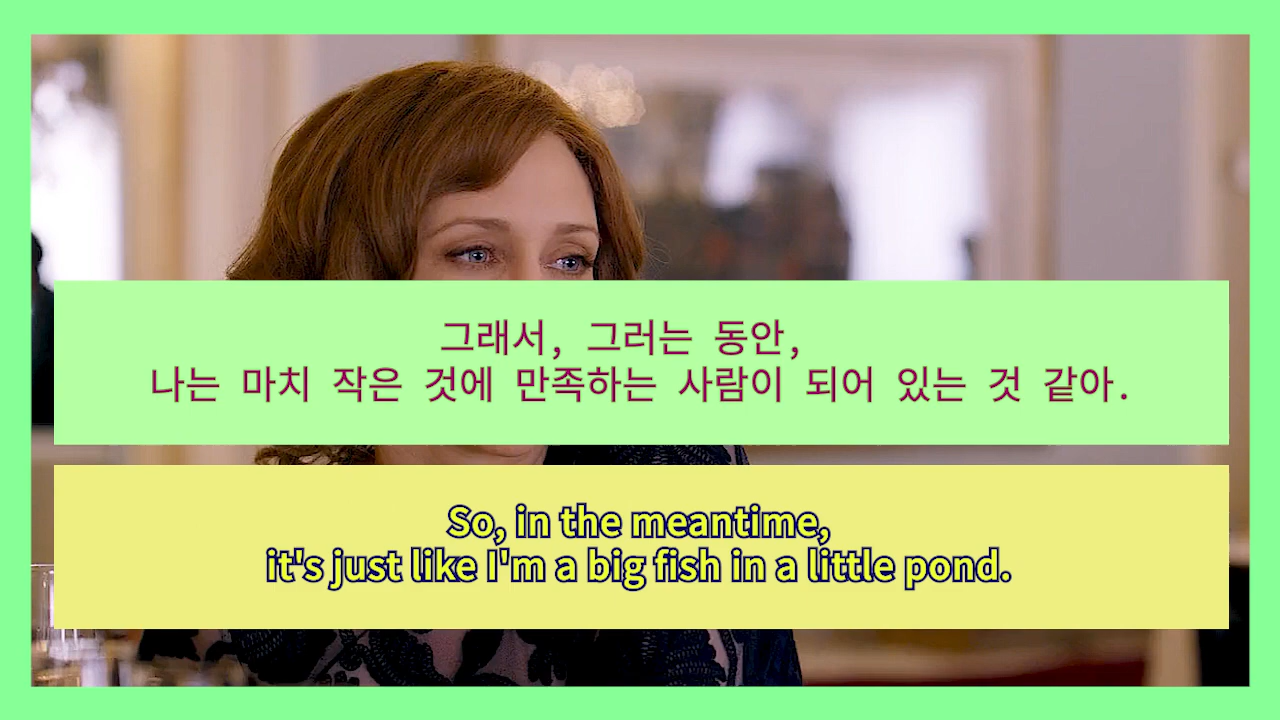 그래서, 그러는 동안,
나는 마치 작은 것에 만족하는 사람이 되어 있는 것 같아.
So, in the meantime,
it's just like I'm a big fish in a little pond.